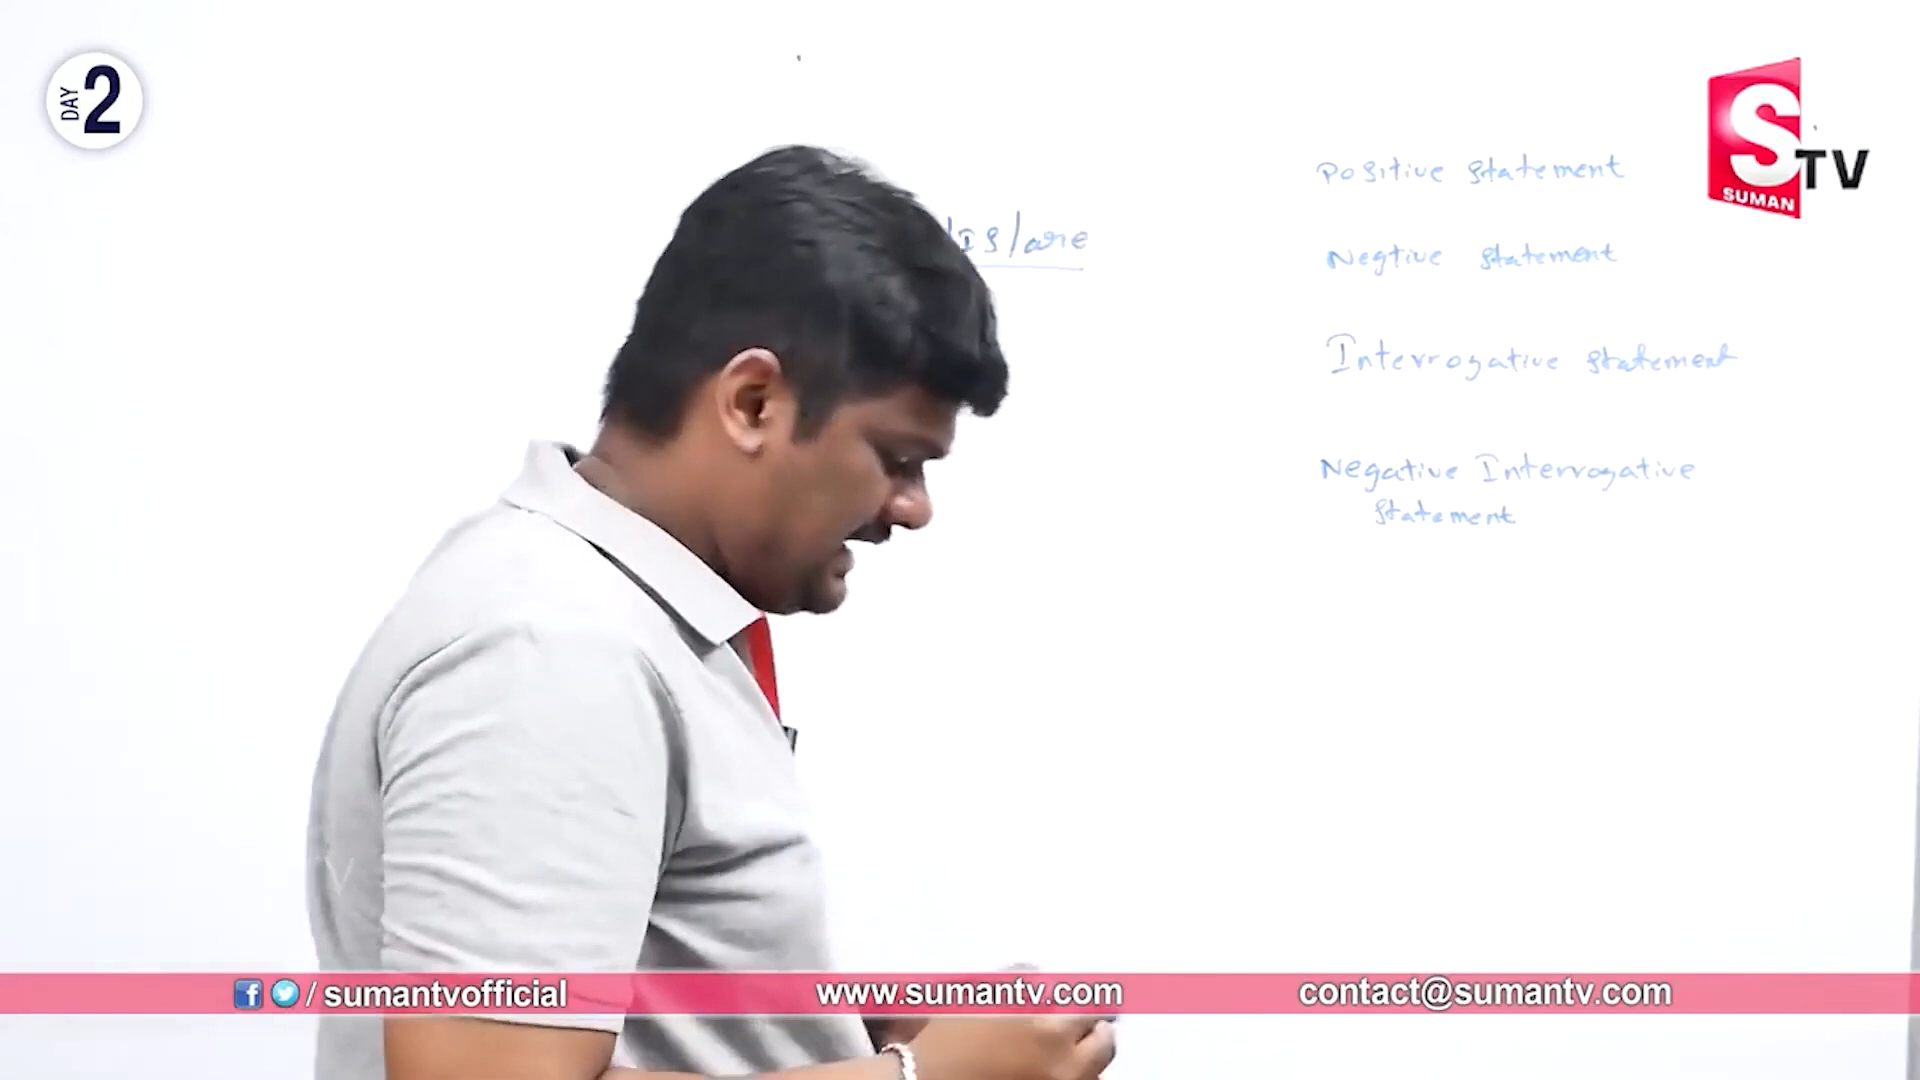 DAY 2
S TV
SUMAN
Positive statement
/Is/are
Negtive statement
Interrogative statement
Negative Interrogative
statement
/ sumantvofficial
www.sumantv.com
contact@sumantv.com